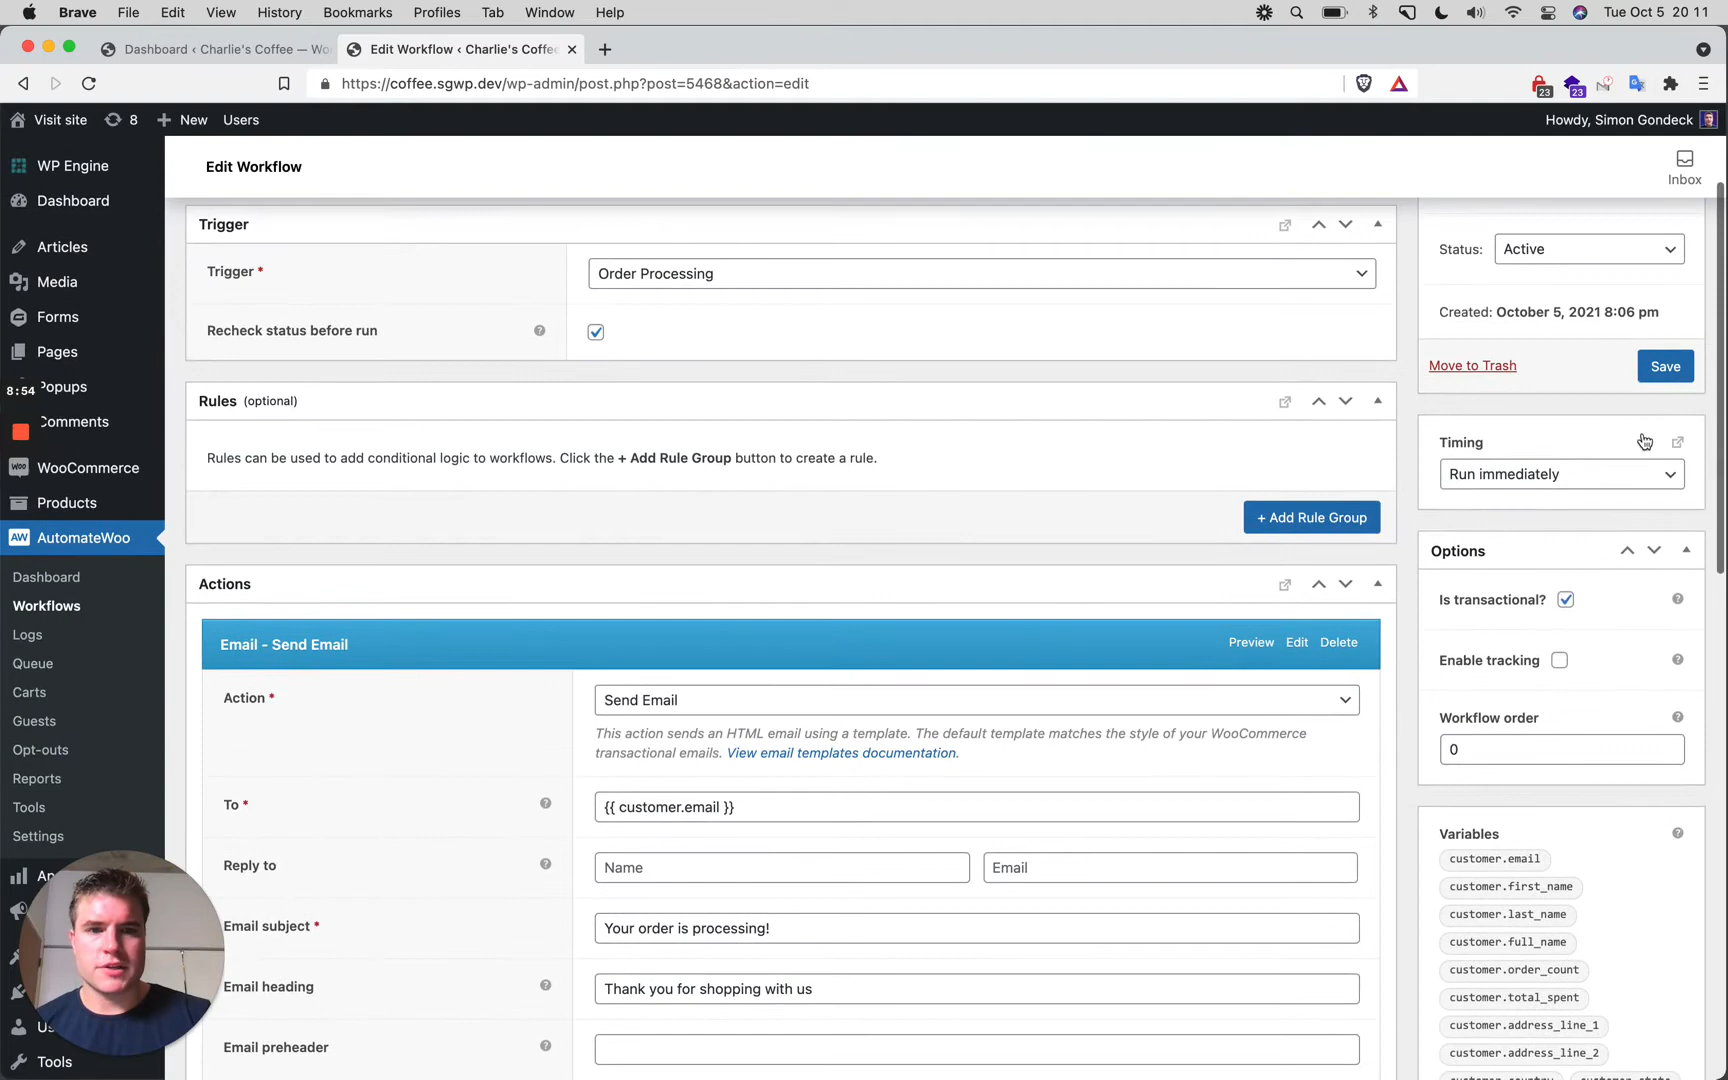 Brave File Edit View History Bookmarks Profiles Tab Window Help Tue Oct 5 20 11
Dashboard ‹ Charlie's Coffee — Wo
Edit Workflow ‹ Charlie's Coffe
https://coffee.sgwp.dev/wp-admin/post.php?post=5468&action=edit
23
23
Visit site 8 New Users Howdy, Simon Gondeck
WP Engine
Dashboard
Articles
Media
Forms
Pages
Popups
8:54
Comments
WooCommerce
Products
AW AutomateWoo
Dashboard
Workflows
Logs
Queue
Carts
Guests
Opt-outs
Reports
Tools
Settings
Tools
Edit Workflow
Inbox
Trigger
Trigger *
Order Processing
Recheck status before run
Rules (optional)
Rules can be used to add conditional logic to workflows. Click the + Add Rule Group button to create a rule.
+ Add Rule Group
Actions
Email - Send Email
Preview Edit Delete
Action *
Send Email
This action sends an HTML email using a template. The default template matches the style of your WooCommerce
transactional emails. View email templates documentation.
To *
{{ customer.email }}
Reply to
Name
Email
Email subject *
Your order is processing!
Email heading
Thank you for shopping with us
Email preheader
Status: Active
Created: October 5, 2021 8:06 pm
Move to Trash
Save
Timing
Run immediately
Options
Is transactional?
Enable tracking
Workflow order
0
Variables
customer.email
customer.first_name
customer.last_name
customer.full_name
customer.order_count
customer.total_spent
customer.address_line_1
customer.address_line_2